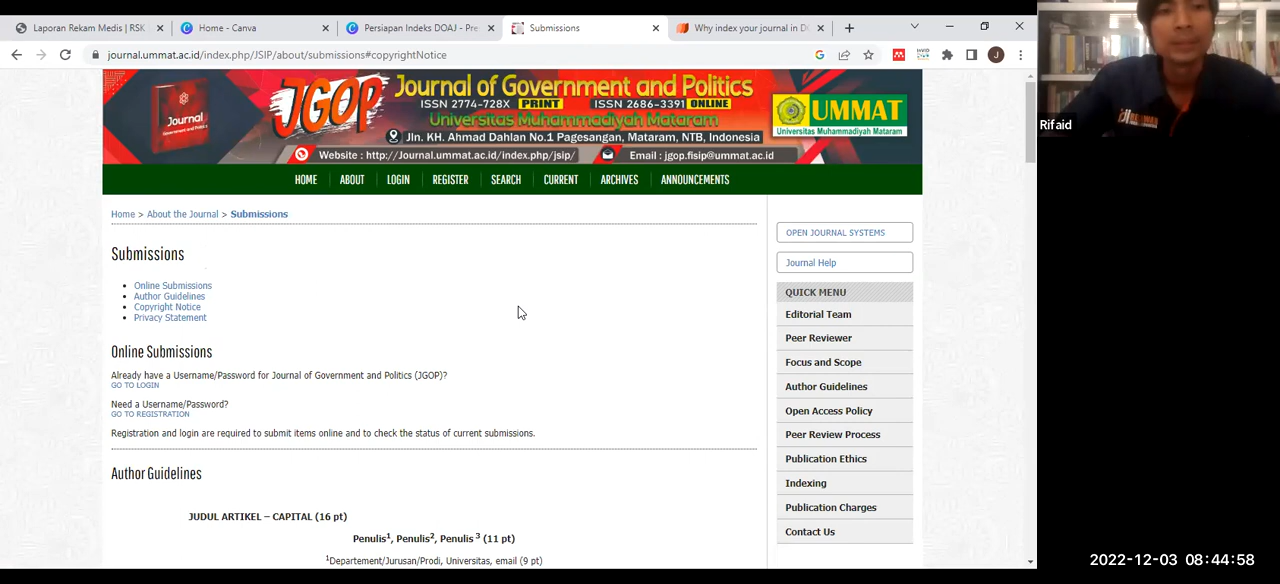 Laporan Rekam Medis | RSK
Home - Canva
Persiapan Indeks DOAJ - Pre
Submissions
Why index your journal in D
journal.ummat.ac.id/index.php/JSIP/about/submissions#copyrightNotice
J
Journal
JGOP
Journal of Government and Politics
ISSN 2774-728X PRINT ISSN 2686-3391 ONLINE
Universitas Muhammadiyah Mataram
Jln. KH. Ahmad Dahlan No.1 Pagesangan, Mataram, NTB, Indonesia
Website : http://Journal.ummat.ac.id/index.php/jsip/ Email : jgop.fisip@ummat.ac.id
UMMAT
Universitas Muhammadiyah Mataram
Rifaid
HOME ABOUT LOGIN REGISTER SEARCH CURRENT ARCHIVES ANNOUNCEMENTS
Home > About the Journal > Submissions
Submissions
Online Submissions
Author Guidelines
Copyright Notice
Privacy Statement
Online Submissions
Already have a Username/Password for Journal of Government and Politics (JGOP)?
GO TO LOGIN
Need a Username/Password?
GO TO REGISTRATION
Registration and login are required to submit items online and to check the status of current submissions.
Author Guidelines
JUDUL ARTIKEL – CAPITAL (16 pt)
Penulis1, Penulis2, Penulis 3 (11 pt)
1Departement/Jurusan/Prodi, Universitas, email (9 pt)
OPEN JOURNAL SYSTEMS
Journal Help
QUICK MENU
Editorial Team
Peer Reviewer
Focus and Scope
Author Guidelines
Open Access Policy
Peer Review Process
Publication Ethics
Indexing
Publication Charges
Contact Us
2022-12-03 08:44:58